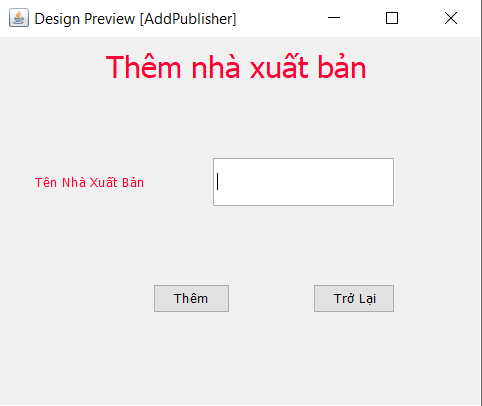 Design Preview [AddPublisher]
Thêm nhà xuất bản
Tên Nhà Xuất Bản
Thêm
Trở Lại